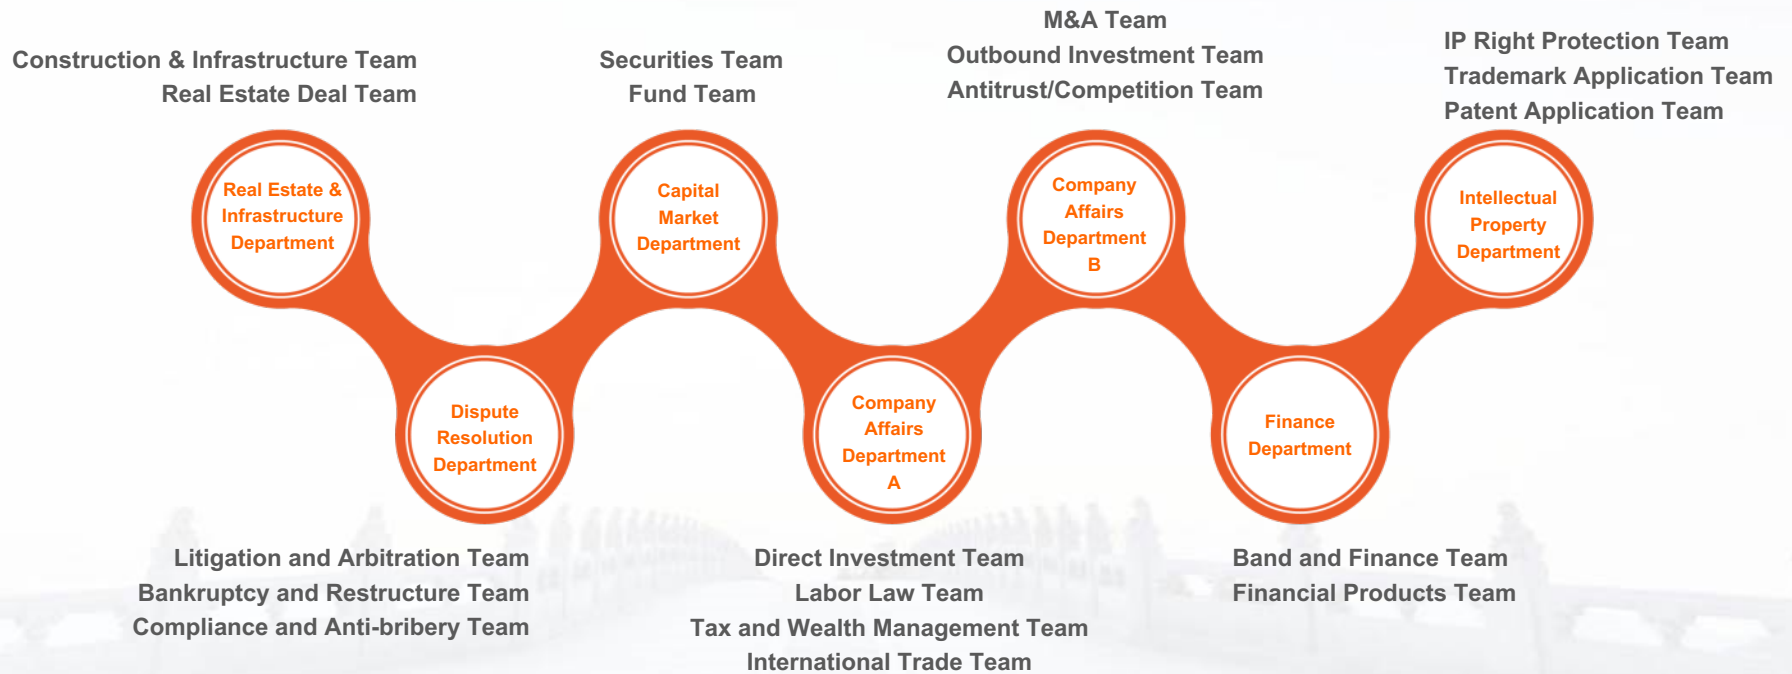 Construction & Infrastructure Team
Real Estate Deal Team
Securities Team
Fund Team
M&A Team
Outbound Investment Team
Antitrust/Competition Team
IP Right Protection Team
Trademark Application Team
Patent Application Team
Real Estate &
Infrastructure
Department
Capital
Market
Department
Company
Affairs
Department
B
Intellectual
Property
Department
Dispute
Resolution
Department
Company
Affairs
Department
A
Finance
Department
Litigation and Arbitration Team
Bankruptcy and Restructure Team
Compliance and Anti-bribery Team
Direct Investment Team
Labor Law Team
Tax and Wealth Management Team
International Trade Team
Band and Finance Team
Financial Products Team